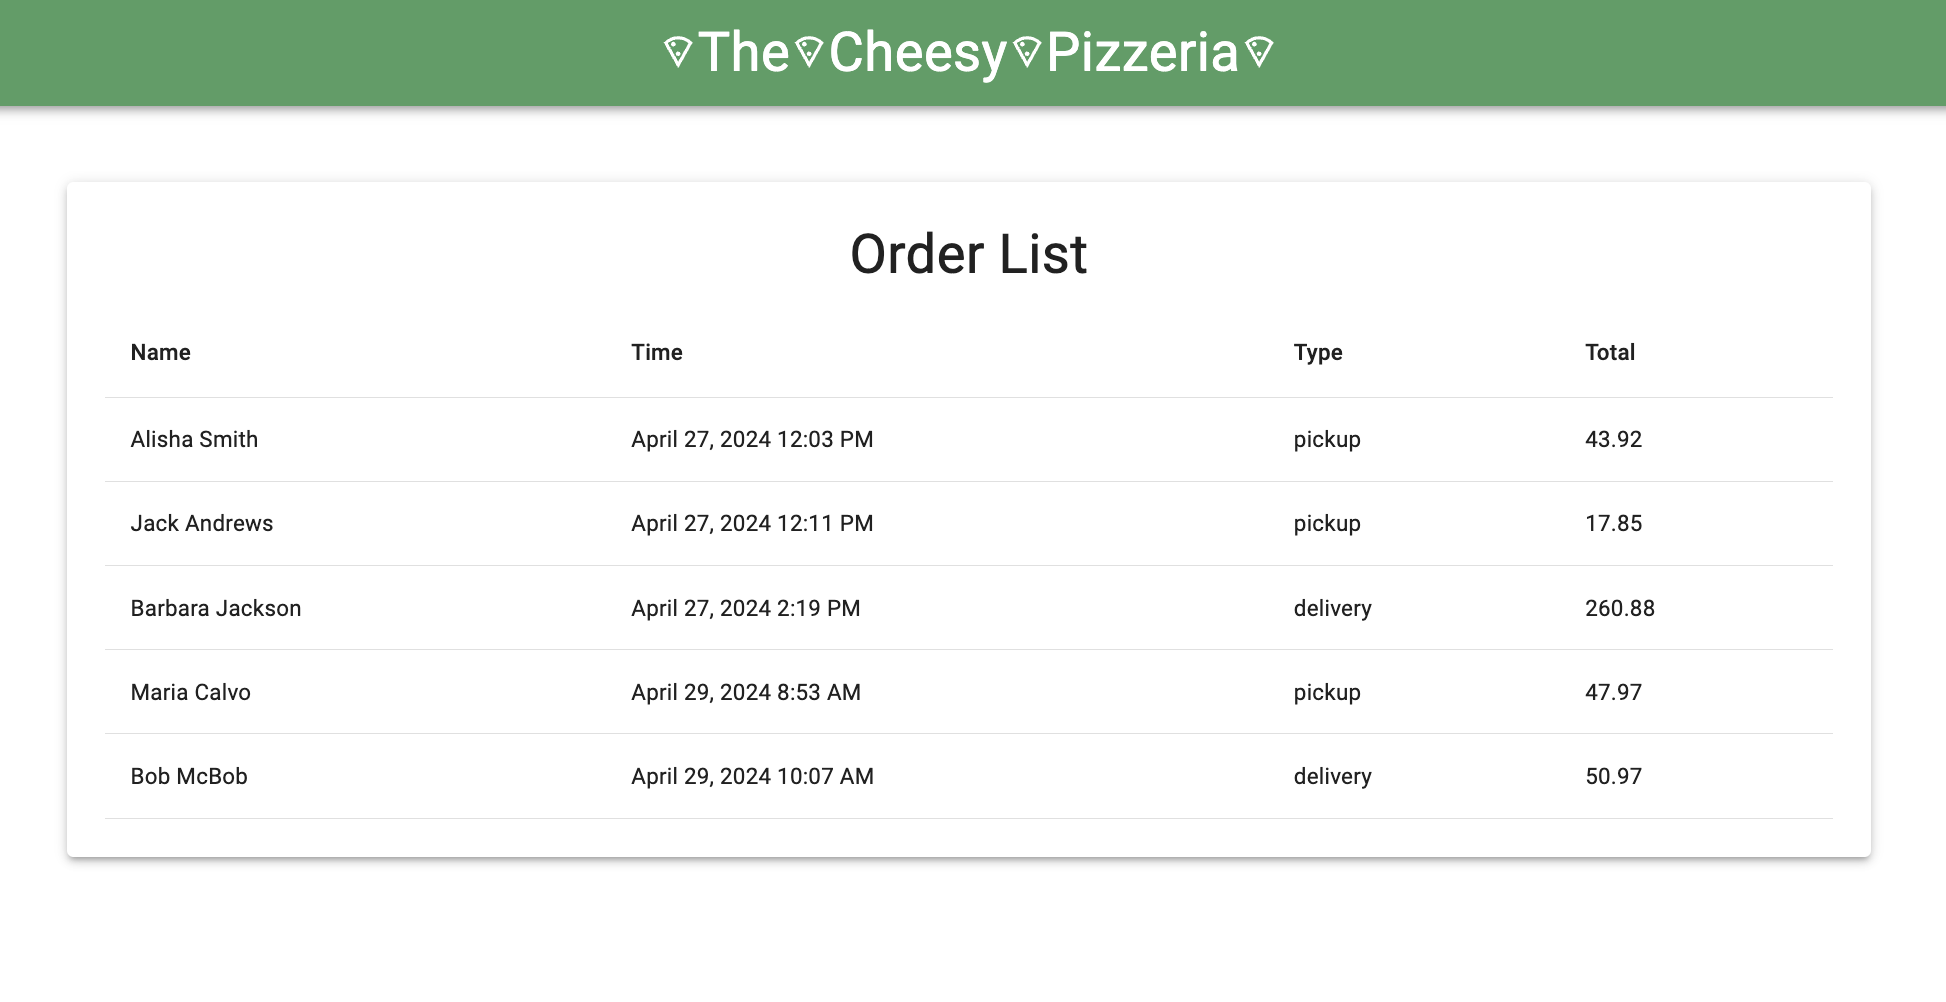 The Cheesy Pizzeria
Order List
Name Time Type Total
Alisha Smith April 27, 2024 12:03 PM pickup 43.92
Jack Andrews April 27, 2024 12:11 PM pickup 17.85
Barbara Jackson April 27, 2024 2:19 PM delivery 260.88
Maria Calvo April 29, 2024 8:53 AM pickup 47.97
Bob McBob April 29, 2024 10:07 AM delivery 50.97